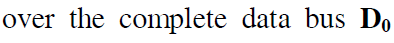 over the complete data bus D₀